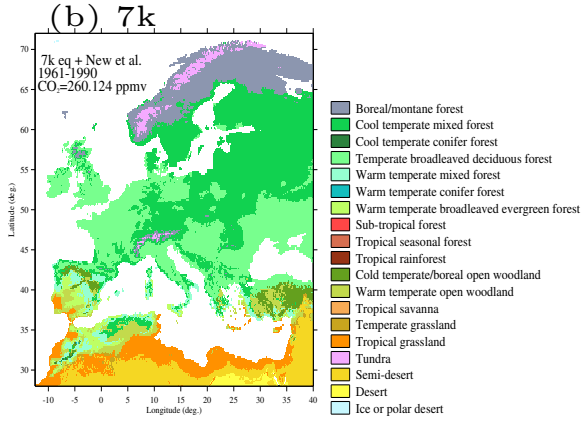 (b) 7k
7k eq + New et al.
1961-1990
CO₂=260.124 ppmv
70
65
60
55
50
45
40
35
30
Latitude (deg.)
-10 -5 0 5 10 15 20 25 30 35 40
Longitude (deg.)
Boreal/montane forest
Cool temperate mixed forest
Cool temperate conifer forest
Temperate broadleaved deciduous forest
Warm temperate mixed forest
Warm temperate conifer forest
Warm temperate broadleaved evergreen forest
Sub-tropical forest
Tropical seasonal forest
Tropical rainforest
Cold temperate/boreal open woodland
Warm temperate open woodland
Tropical savanna
Temperate grassland
Tropical grassland
Tundra
Semi-desert
Desert
Ice or polar desert